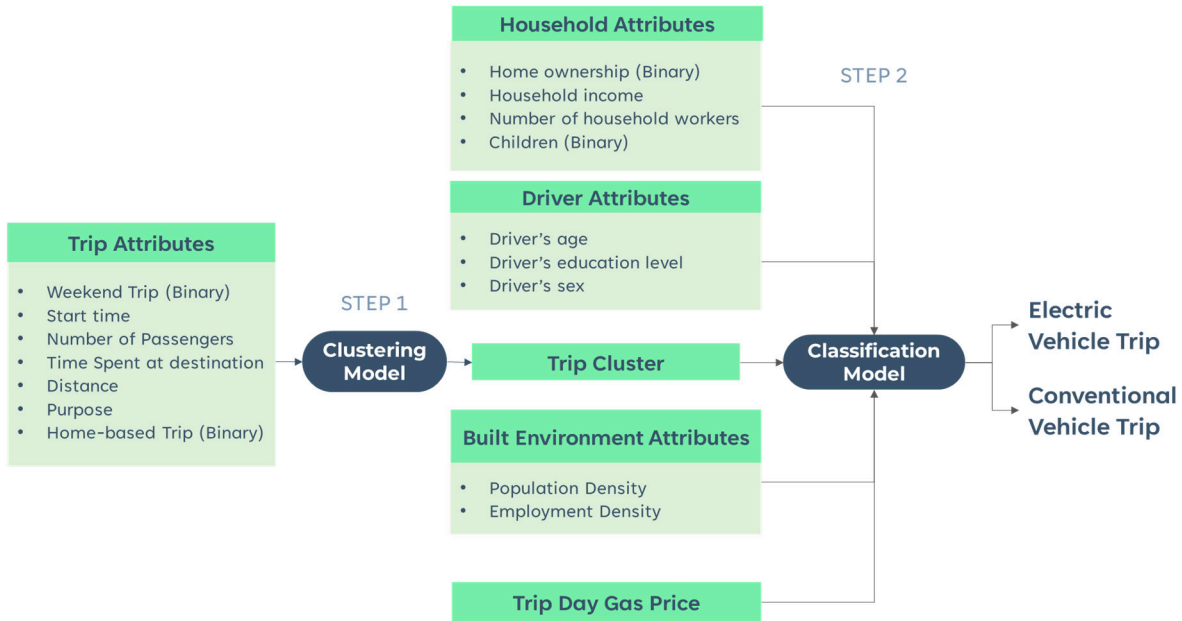 Household Attributes
• Home ownership (Binary)
• Household income
• Number of household workers
• Children (Binary)
STEP 2
Driver Attributes
• Driver's age
• Driver's education level
• Driver's sex
Trip Attributes
• Weekend Trip (Binary)
• Start time
• Number of Passengers
• Time Spent at destination
• Distance
• Purpose
• Home-based Trip (Binary)
STEP 1
Clustering
Model
Trip Cluster
Classification
Model
Electric
Vehicle Trip
Conventional
Vehicle Trip
Built Environment Attributes
• Population Density
• Employment Density
Trip Day Gas Price